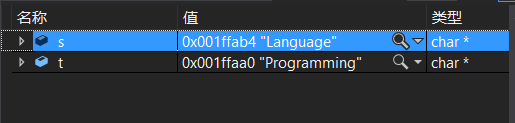 名称 值 类型
s 0x001ffab4 "Language" char *
t 0x001ffaa0 "Programming" char *